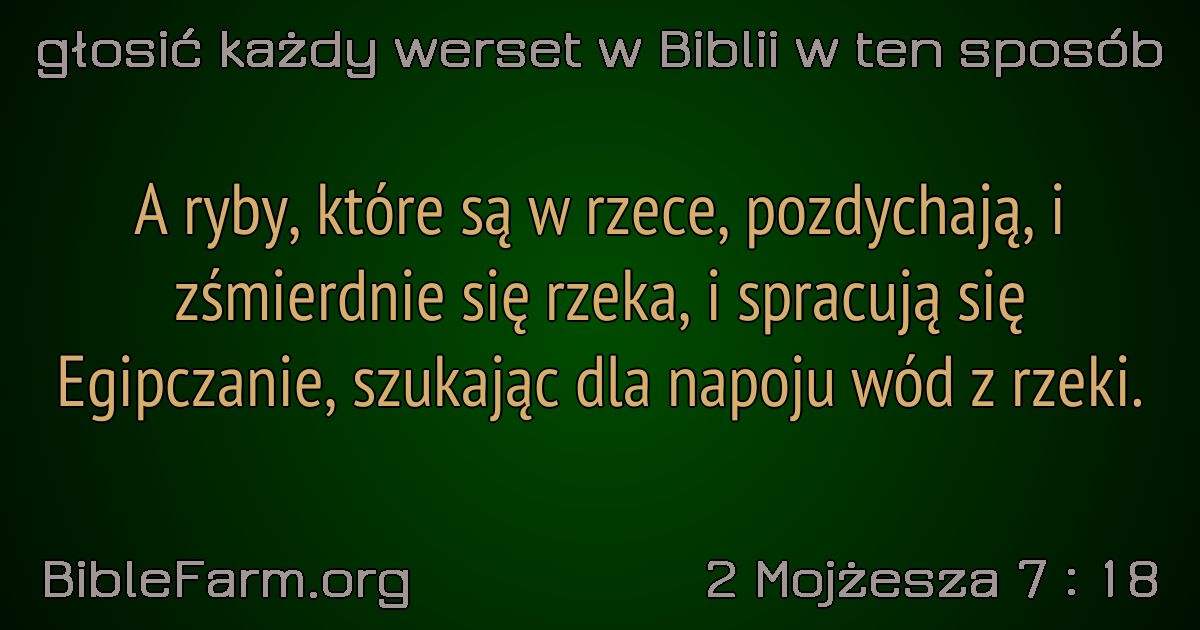 głosić każdy werset w Biblii w ten sposób
A ryby, które są w rzece, pozdychają, i
zśmierdnie się rzeka, i spracują się
Egipczanie, szukając dla napoju wód z rzeki.
BibleFarm.org
2 Mojżesza 7 : 18